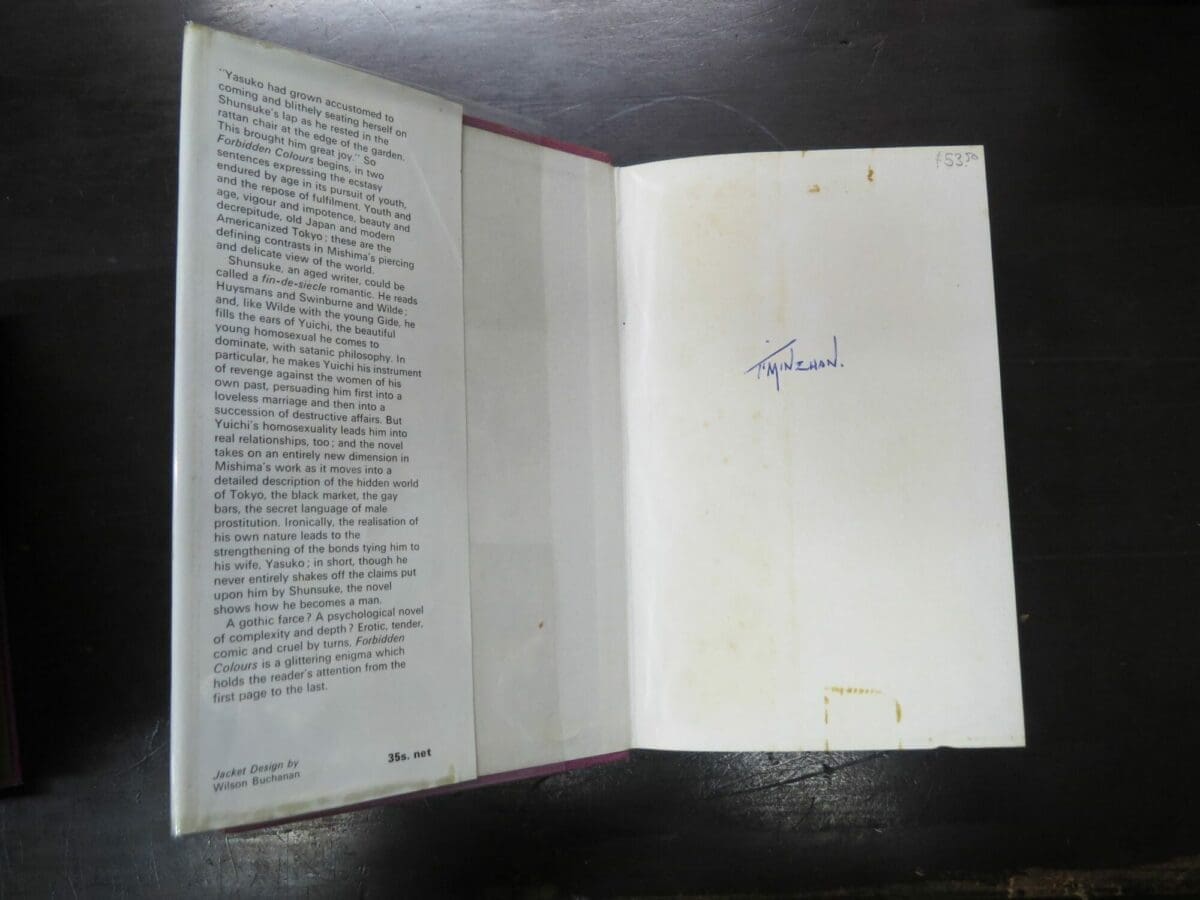 "Yasuko had grown accustomed to
coming and blithely seating herself on
Shunsuke's lap as he rested in the
rattan chair at the edge of the garden.
This brought him great joy." So
Forbidden Colours begins, in two
sentences expressing the ecstasy
endured by age in its pursuit of youth,
and the repose of fulfilment. Youth and
age, vigour and impotence, beauty and
decrepitude, old Japan and modern
Americanized Tokyo; these are the
defining contrasts in Mishima's piercing
and delicate view of the world.
Shunsuke, an aged writer, could be
called a fin-de-siecle romantic. He reads
Huysmans and Swinburne and Wilde;
and, like Wilde with the young Gide, he
fills the ears of Yuichi, the beautiful
young homosexual he comes to
dominate, with satanic philosophy. In
particular, he makes Yuichi his instrument
of revenge against the women of his
own past, persuading him first into a
loveless marriage and then into a
succession of destructive affairs. But
Yuichi's homosexuality leads him into
real relationships, too; and the novel
takes on an entirely new dimension in
Mishima's work as it moves into a
detailed description of the hidden world
of Tokyo, the black market, the gay
bars, the secret language of male
prostitution. Ironically, the realisation of
his own nature leads to the
strengthening of the bonds tying him to
his wife, Yasuko; in short, though he
never entirely shakes off the claims put
upon him by Shunsuke, the novel
shows how he becomes a man.
A gothic farce? A psychological novel
of complexity and depth? Erotic, tender,
comic and cruel by turns, Forbidden
Colours is a glittering enigma which
holds the reader's attention from the
first page to the last.
35s. net
Jacket Design by
Wilson Buchanan